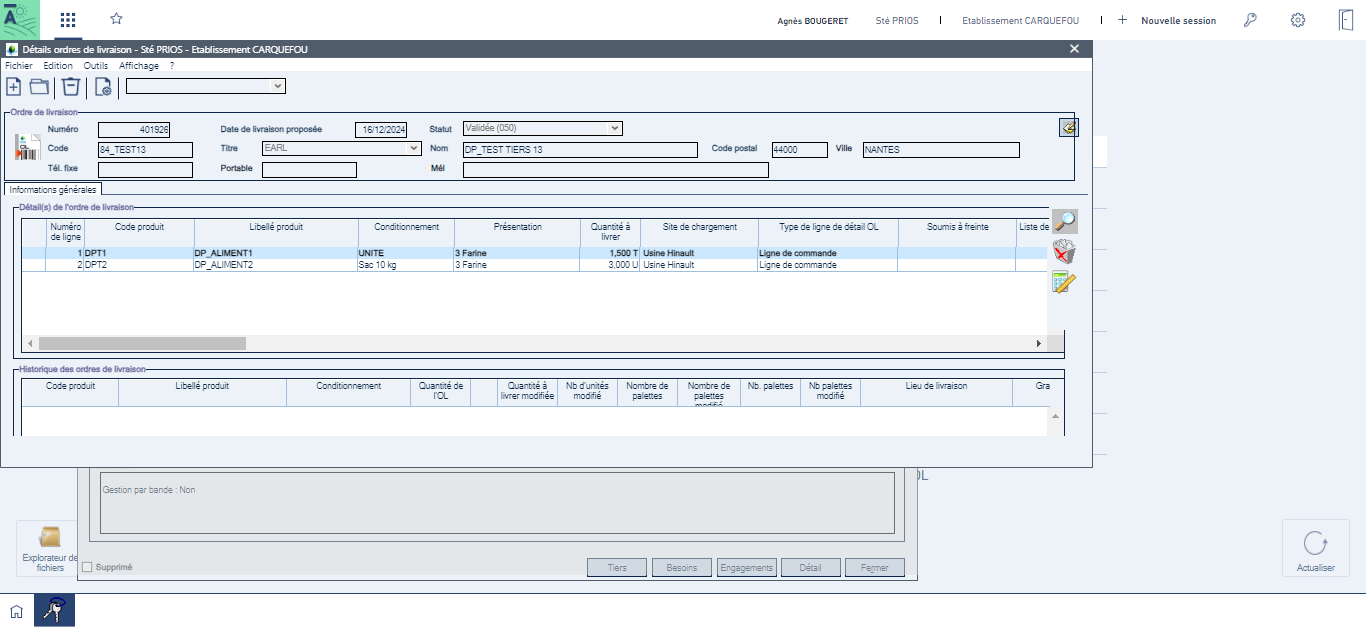 Agnès BOUGERET Sté PRIOS | Etablissement CARQUEFOU | + Nouvelle session
Détails ordres de livraison - Sté PRIOS - Etablissement CARQUEFOU
Fichier Edition Outils Affichage ?
Ordre de livraison
Numéro 401926 Date de livraison proposée 16/12/2024 Statut Validée (050)
Code 84_TEST13 Titre EARL Nom DP_TEST TIERS 13 Code postal 44000 Ville NANTES
Tél. fixe Portable Mél
Informations générales
Détail(s) de l'ordre de livraison
Numéro de ligne Code produit Libellé produit Conditionnement Présentation Quantité à livrer Site de chargement Type de ligne de détail OL Soumis à freinte Liste de
1 DPT1 DP_ALIMENT1 UNITE 3 Farine 1,500 T Usine Hinault Ligne de commande
2 DPT2 DP_ALIMENT2 Sac 10 kg 3 Farine 3,000 U Usine Hinault Ligne de commande
Historique des ordres de livraison
Code produit Libellé produit Conditionnement Quantité de l'OL Quantité à livrer modifiée Nb d'unités modifié Nombre de palettes Nombre de palettes modifié Nb. palettes Nb palettes modifié Lieu de livraison Gra
OL
Gestion par bande : Non
Explorateur de fichiers
Supprimé Tiers Besoins Engagements Détail Fermer
Actualiser